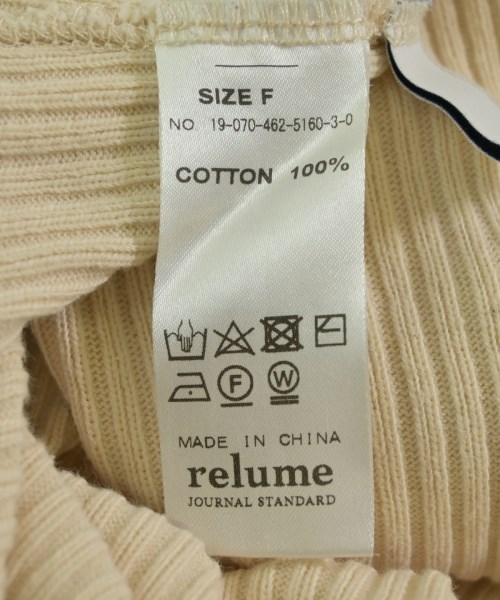 SIZE F
NO 19-070-462-5160-3-0
COTTON 100%
F W
MADE IN CHINA
relume
JOURNAL STANDARD